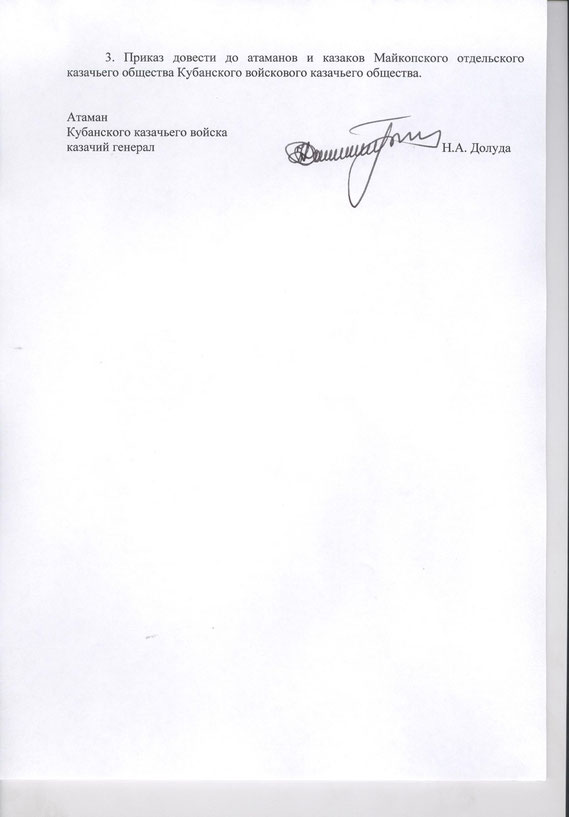 3. Приказ довести до атаманов и казаков Майкопского отдельского
казачьего общества Кубанского войскового казачьего общества.
Атаман
Кубанского казачьего войска
казачий генерал Н.А. Долуда